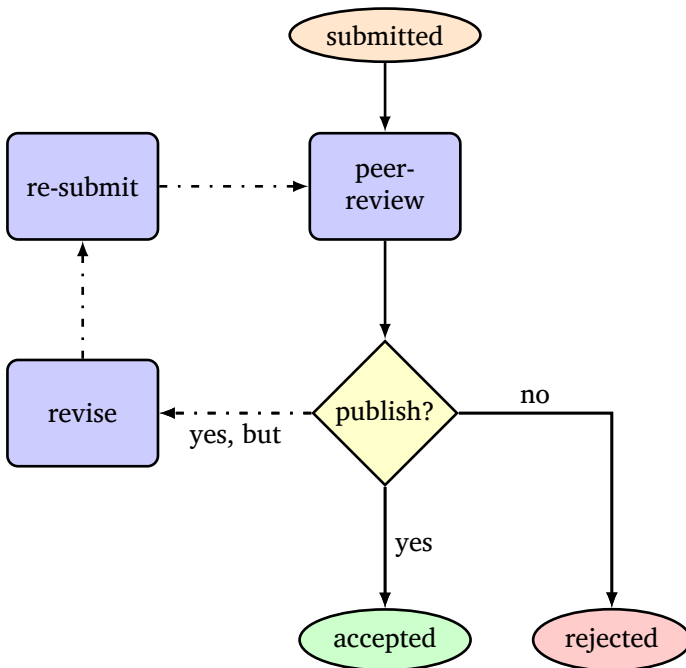 submitted
re-submit
peer-
review
no
revise
publish?
yes, but
yes
accepted
rejected